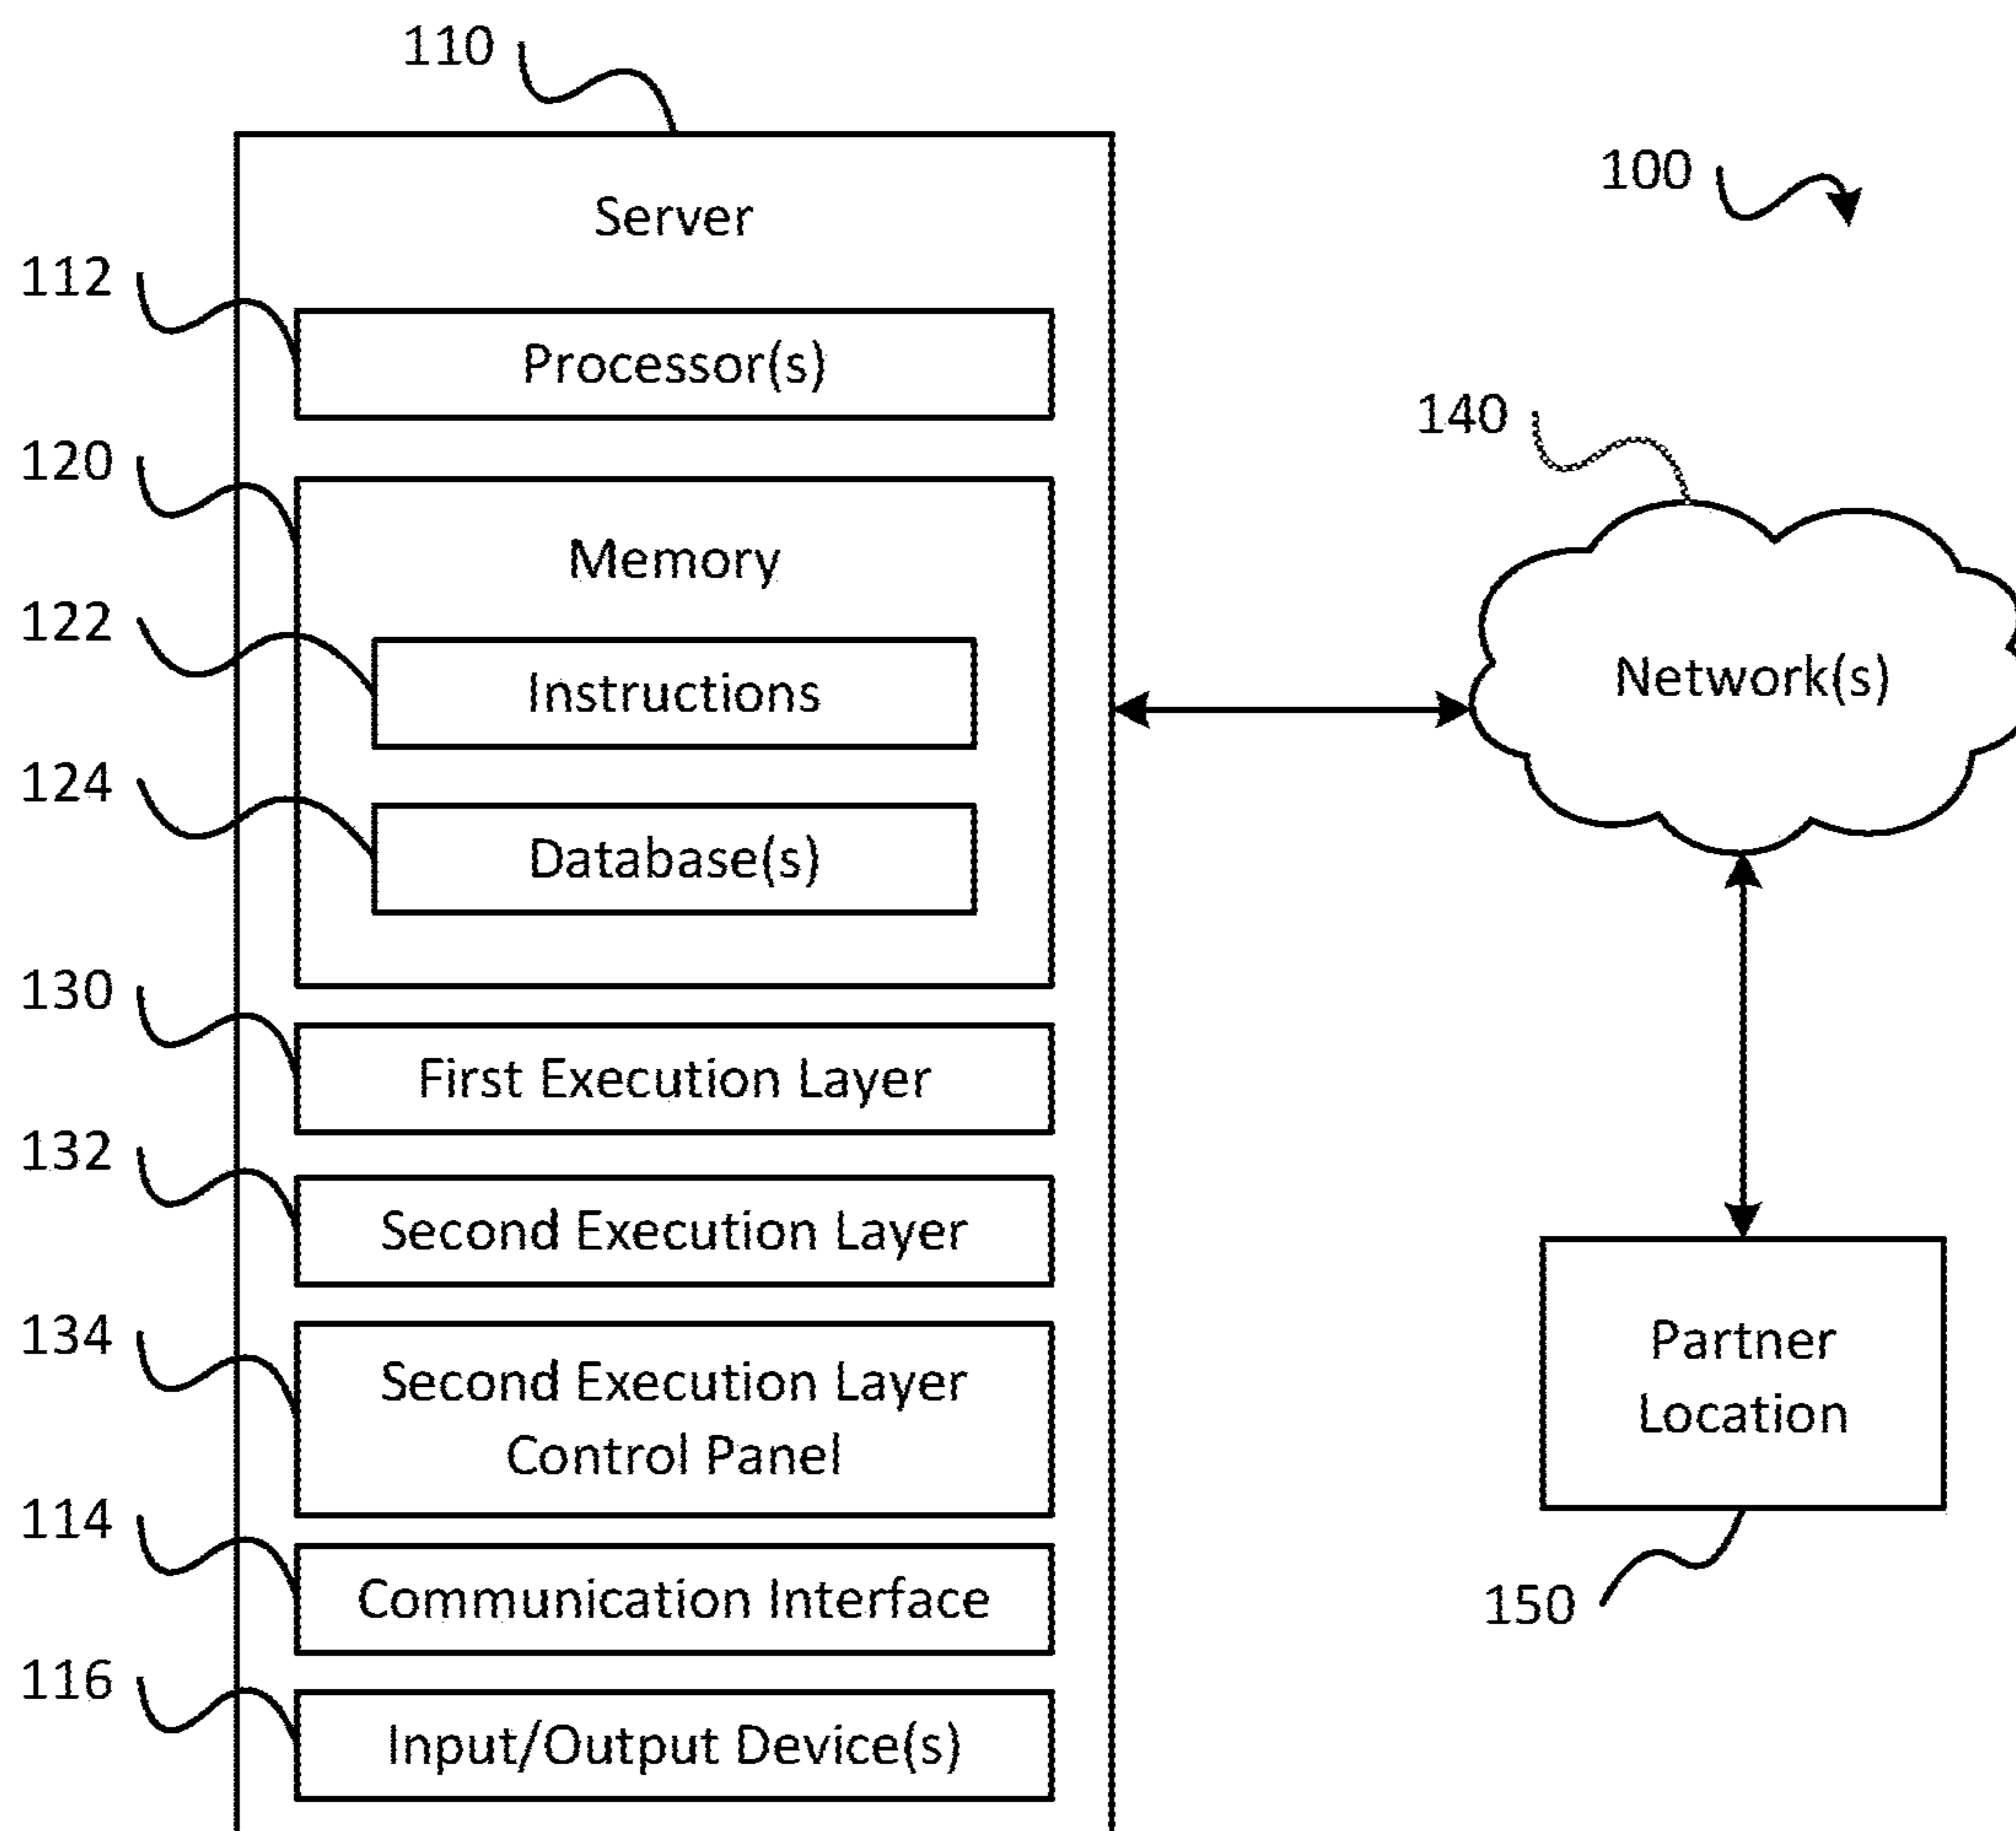 110
100
Server
112
Processor(s)
140
120
Memory
122
Instructions
Network(s)
124
Database(s)
130
First Execution Layer
132
Second Execution Layer
134
Second Execution Layer
Control Panel
Partner
Location
114
Communication Interface
150
116
Input/Output Device(s)